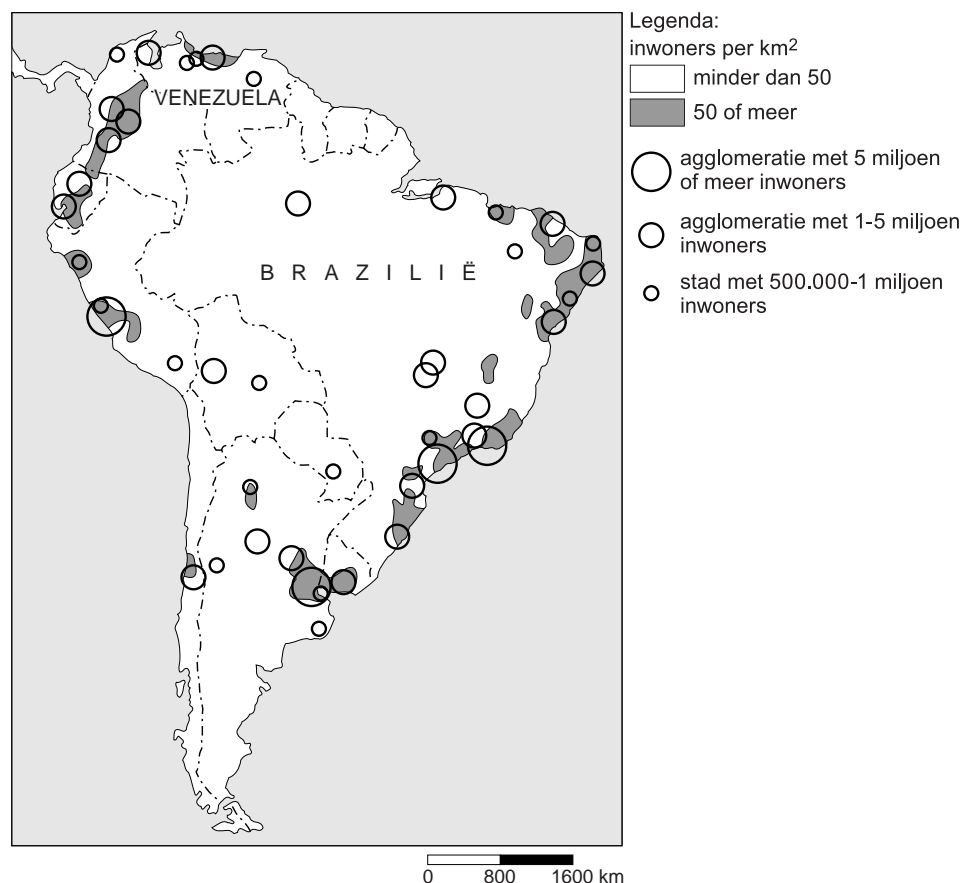 VENEZUELA
B R A Z I L I Ë
Legenda:
inwoners per km²
minder dan 50
50 of meer
agglomeratie met 5 miljoen
of meer inwoners
agglomeratie met 1-5 miljoen
inwoners
stad met 500.000-1 miljoen
inwoners
0 800 1600 km